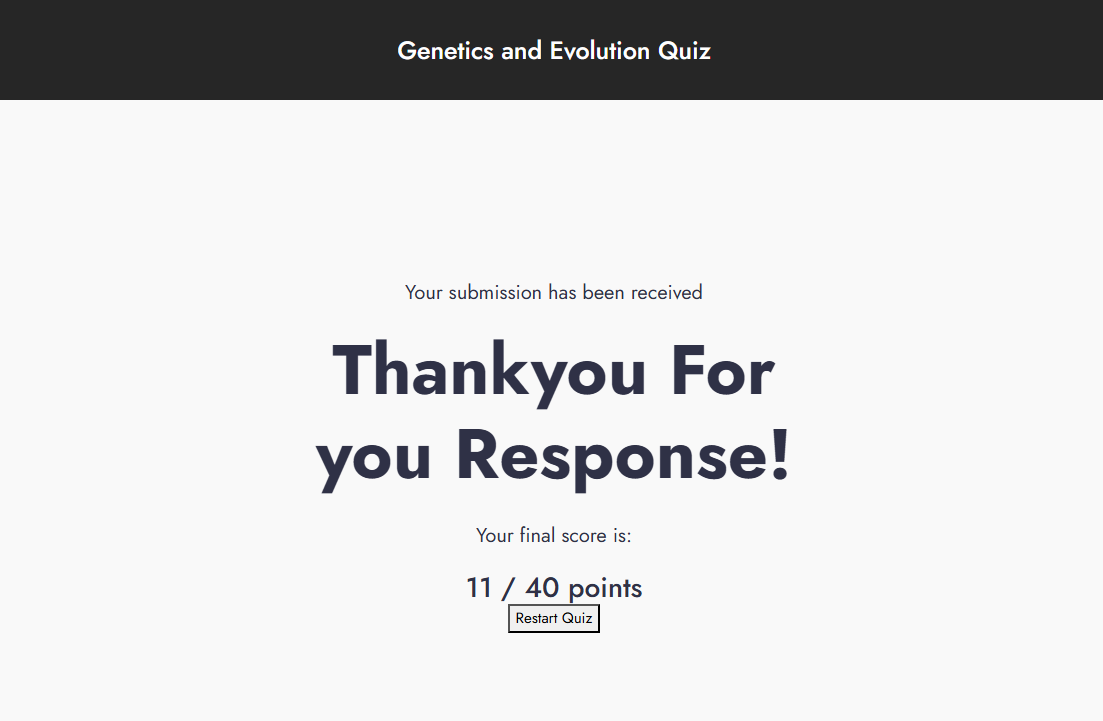 Genetics and Evolution Quiz
Your submission has been received
Thankyou For
you Response!
Your final score is:
11 / 40 points
Restart Quiz